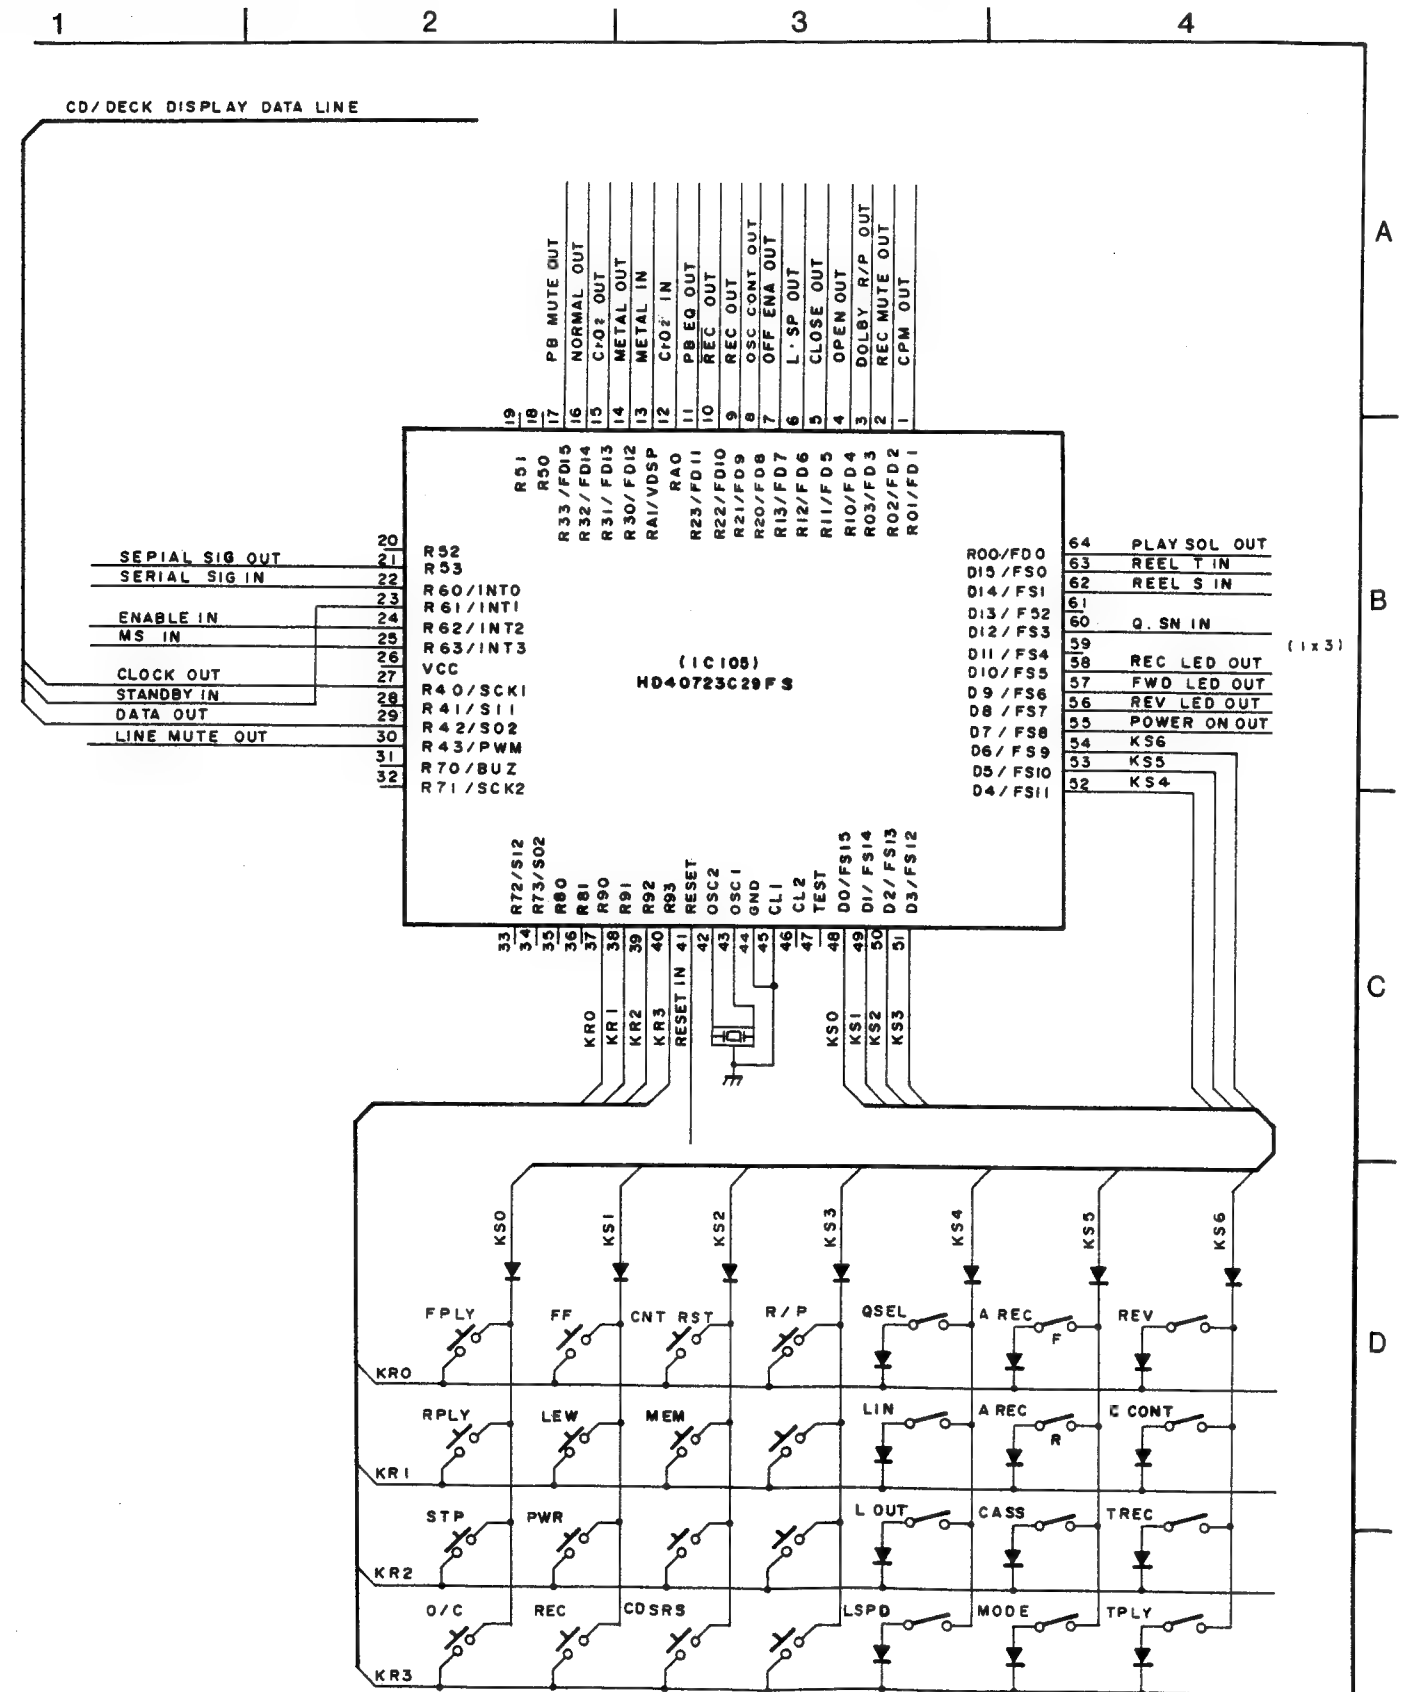 1 2 3 4
CD/DECK DISPLAY DATA LINE
A
PB MUTE OUT
NORMAL OUT
CrO2 OUT
METAL OUT
METAL IN
CrO2 IN
PB EQ OUT
REC OUT
REC OUT
OSC CONT OUT
OFF ENA OUT
L·SP OUT
CLOSE OUT
OPEN OUT
DOLBY R/P OUT
REC MUTE OUT
CPM OUT
19 18 17 16 15 14 13 12 11 10 9 8 7 6 5 4 3 2 1
R51
R50
R33/FD15
R32/FD14
R31/FD13
R30/FD12
RA1/VDSP
RA0
R23/FD11
R22/FD10
R21/FD9
R20/FD8
R13/FD7
R12/FD6
R11/FD5
R10/FD4
R03/FD3
R02/FD2
R01/FD1
20 R52
SEPIAL SIG OUT 21 R53
SERIAL SIG IN 22 R60/INT0
23 R61/INT1
ENABLE IN 24 R62/INT2
MS IN 25 R63/INT3
26 VCC
CLOCK OUT 27 R40/SCK1
STANDBY IN 28 R41/SI1
DATA OUT 29 R42/SO2
LINE MUTE OUT 30 R43/PWM
31 R70/BUZ
32 R71/SCK2
(IC105)
HD40723C29FS
R00/FD0 64 PLAY SOL OUT
D15/FS0 63 REEL T IN
D14/FS1 62 REEL S IN
D13/FS2 61
D12/FS3 60 Q.SN IN
D11/FS4 59
D10/FS5 58 REC LED OUT
D9/FS6 57 FWD LED OUT
D8/FS7 56 REV LED OUT
D7/FS8 55 POWER ON OUT
D6/FS9 54 KS6
D5/FS10 53 KS5
D4/FS11 52 KS4
B
(1x3)
R72/SI2
R73/SO2
R80
R81
R90
R91
R92
R93
RESET
OSC2
OSC1
GND
CL1
CL2
TEST
D0/FS15
D1/FS14
D2/FS13
D3/FS12
33 34 35 36 37 38 39 40 41 42 43 44 45 46 47 48 49 50 51
C
KR0
KR1
KR2
KR3
RESET IN
KS0
KS1
KS2
KS3
KS0 KS1 KS2 KS3 KS4 KS5 KS6
FPLY FF CNT RST R/P QSEL A REC F REV
D
KR0
RPLY LEW MEM LIN A REC R C CONT
KR1
STP PWR L OUT CASS TREC
KR2
O/C REC CDSRS LSPD MODE TPLY
KR3